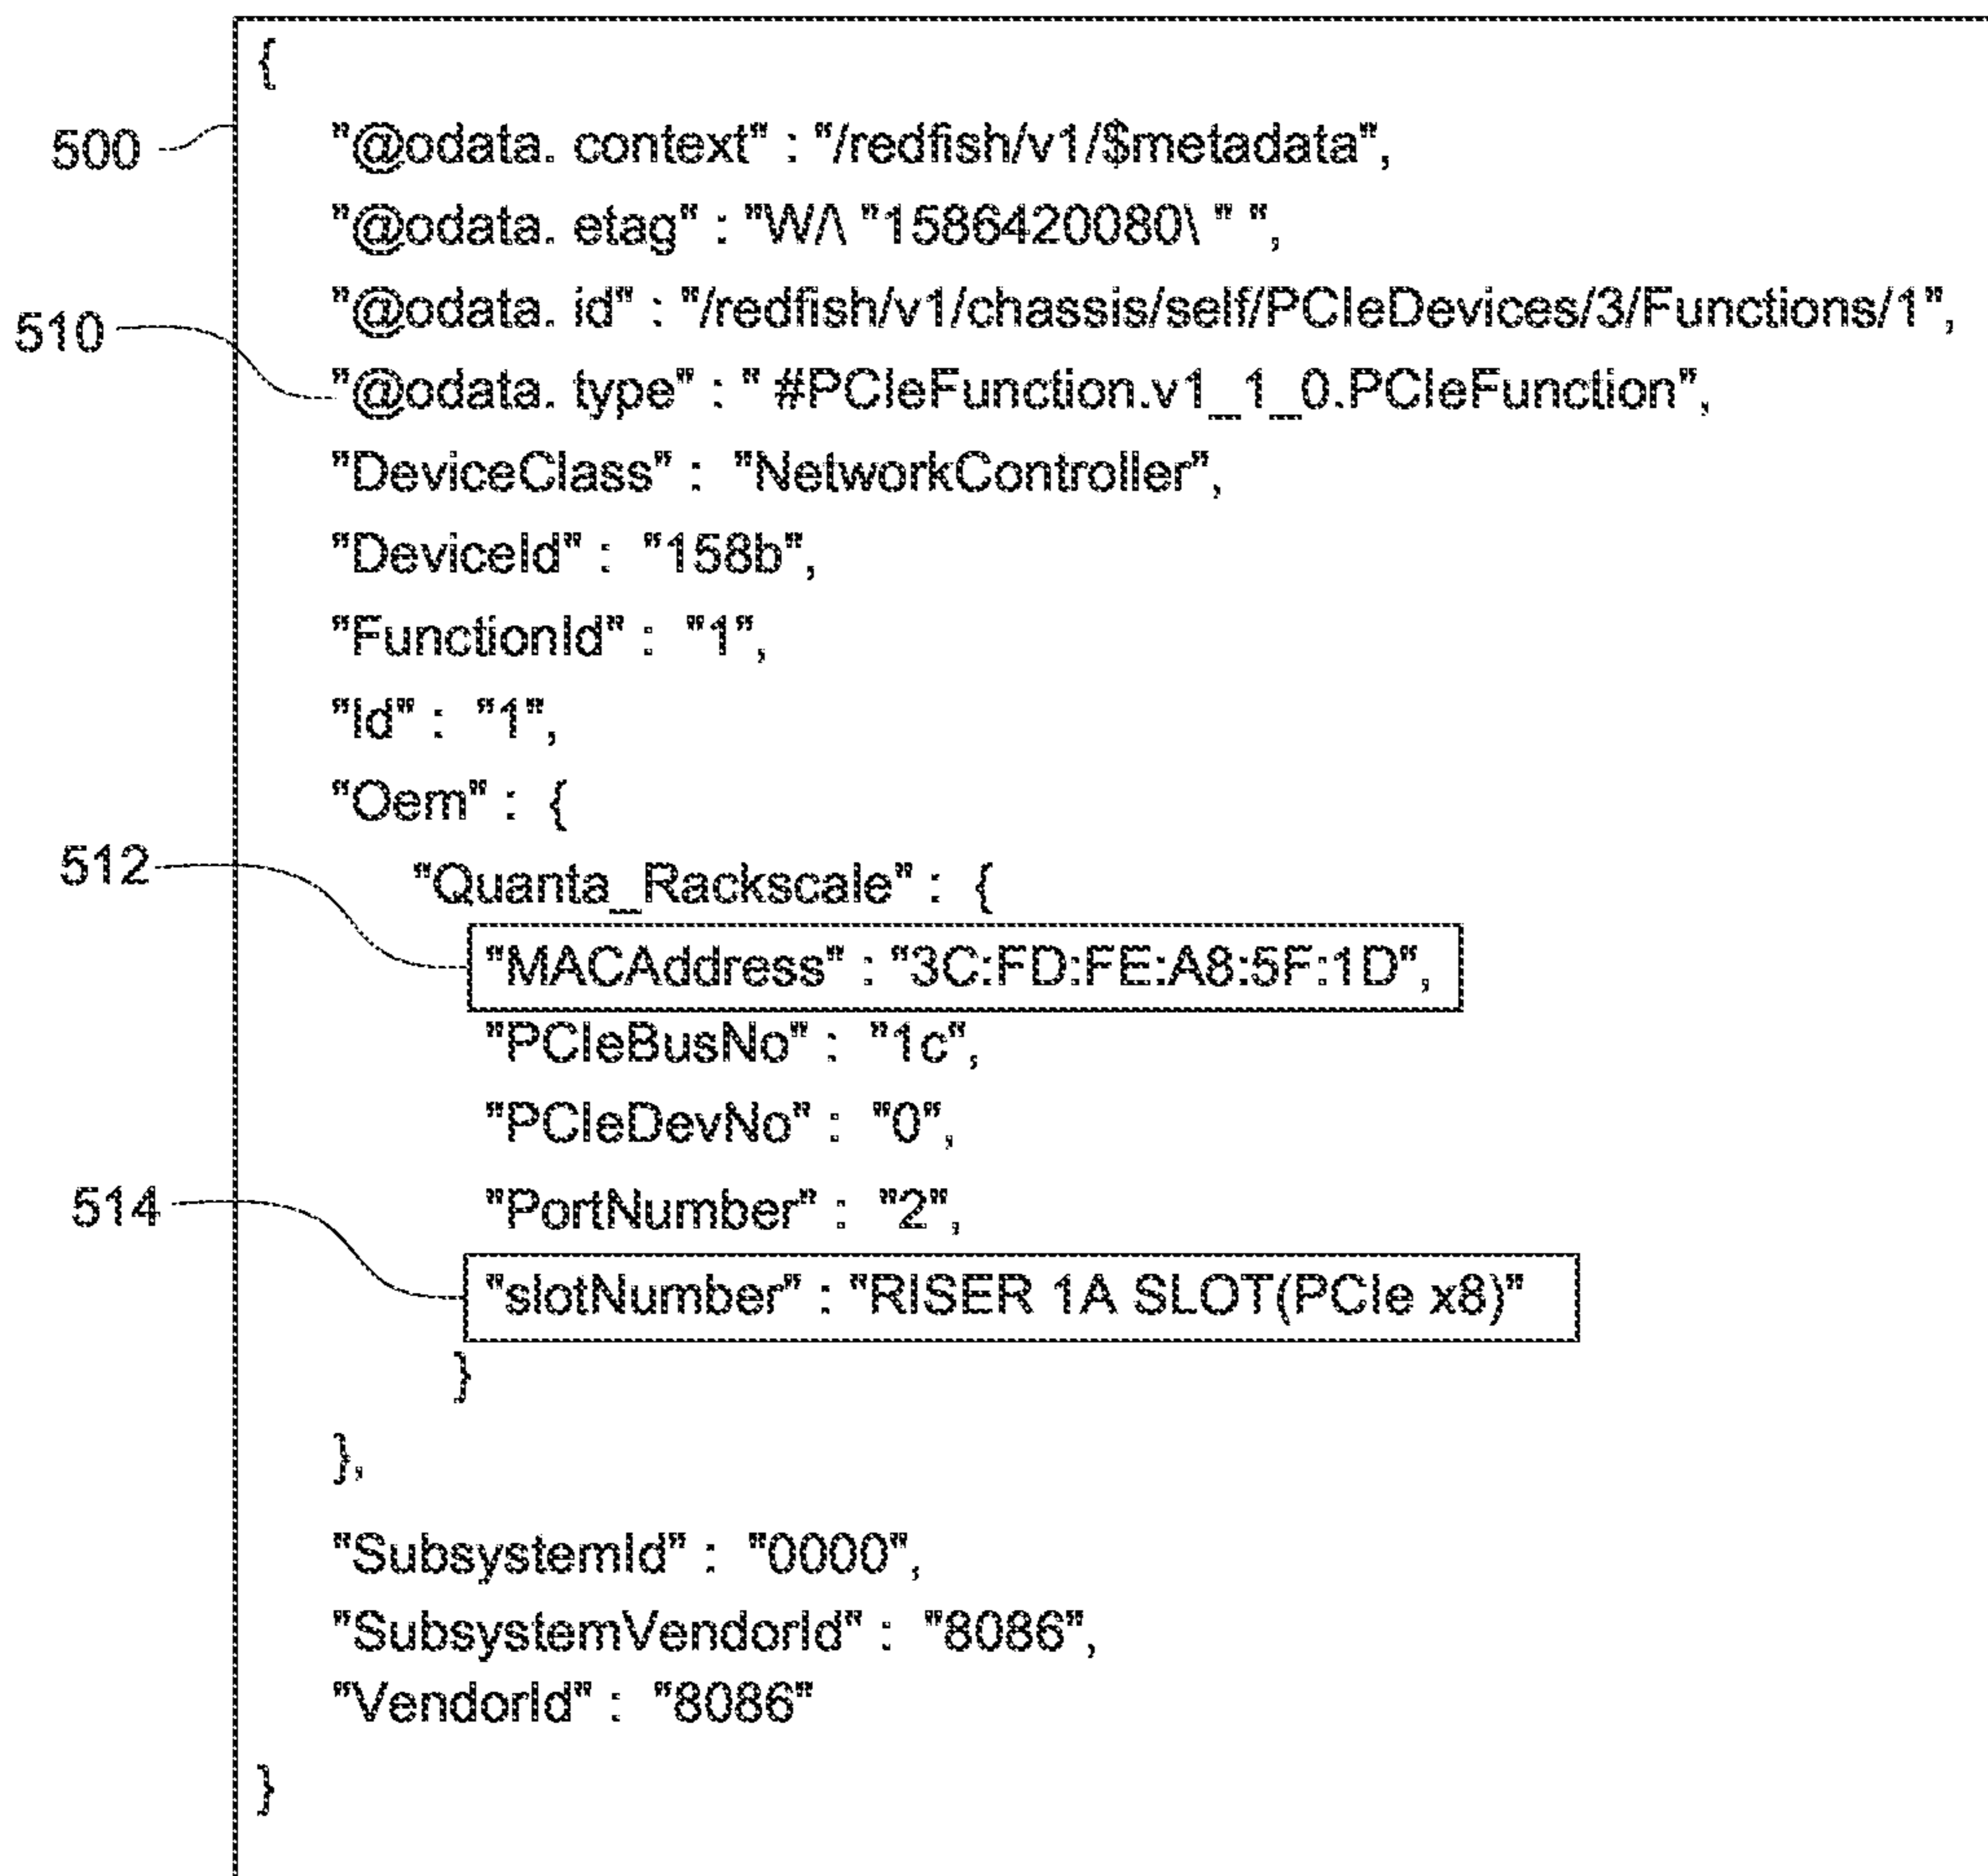 {
500
"@odata. context" : "/redfish/v1/$metadata",
"@odata. etag" : "W/\ "1586420080\ " ",
"@odata. id" : "/redfish/v1/chassis/self/PCIeDevices/3/Functions/1",
510
"@odata. type" : " #PCIeFunction.v1_1_0.PCIeFunction",
"DeviceClass" : "NetworkController",
"DeviceId" : "158b",
"FunctionId" : "1",
"Id" : "1",
"Oem" : {
512
"Quanta_Rackscale" : {
"MACAddress" : "3C:FD:FE:A8:5F:1D",
"PCIeBusNo" : "1c",
"PCIeDevNo" : "0",
514
"PortNumber" : "2",
"slotNumber" : "RISER 1A SLOT(PCIe x8)"
}
},
"SubsystemId" : "0000",
"SubsystemVendorId" : "8086",
"VendorId" : "8086"
}